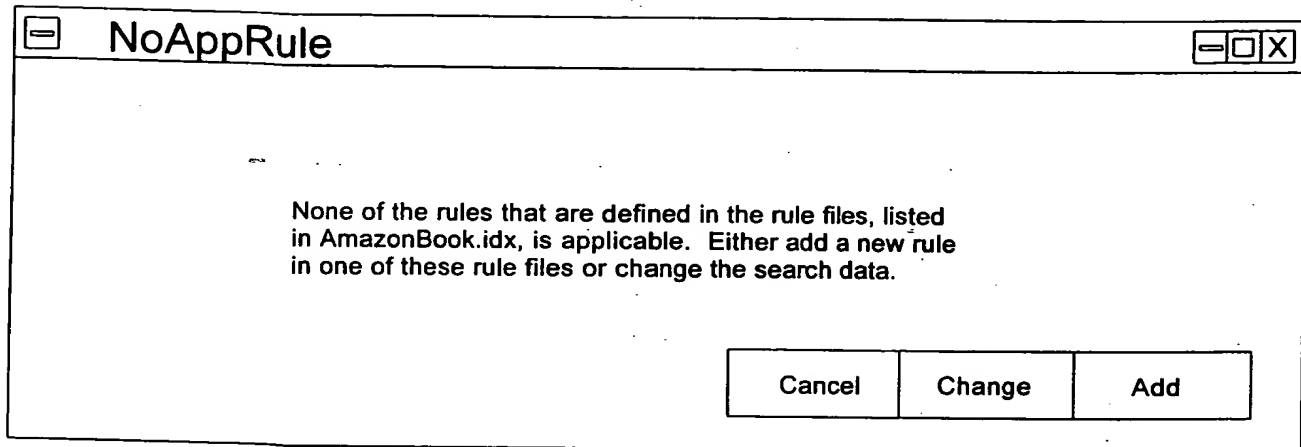 NoAppRule
None of the rules that are defined in the rule files, listed
in AmazonBook.idx, is applicable. Either add a new rule
in one of these rule files or change the search data.
Cancel Change Add